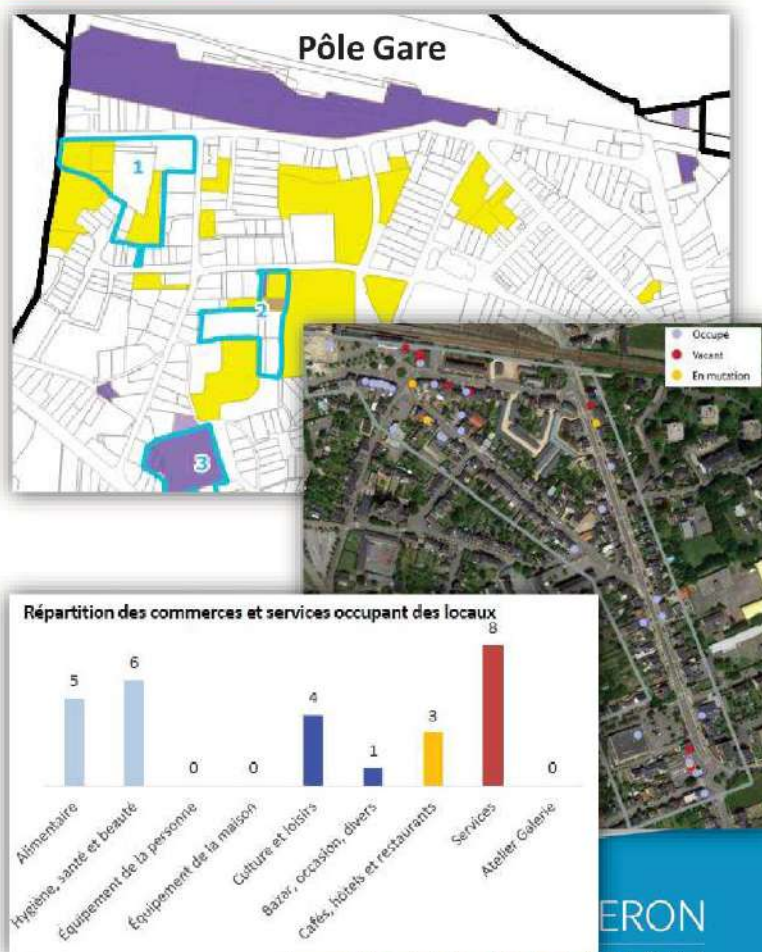 Pôle Gare
1
2
3
Occupé
Vacant
En mutation
Répartition des commerces et services occupant des locaux
5
6
0
0
4
1
3
8
0
Alimentaire
Hygiène, santé et beauté
Équipement de la personne
Équipement de la maison
Culture et loisirs
Bazar, occasion, divers
Cafés, hôtels et restaurants
Services
Atelier Galerie
ERON